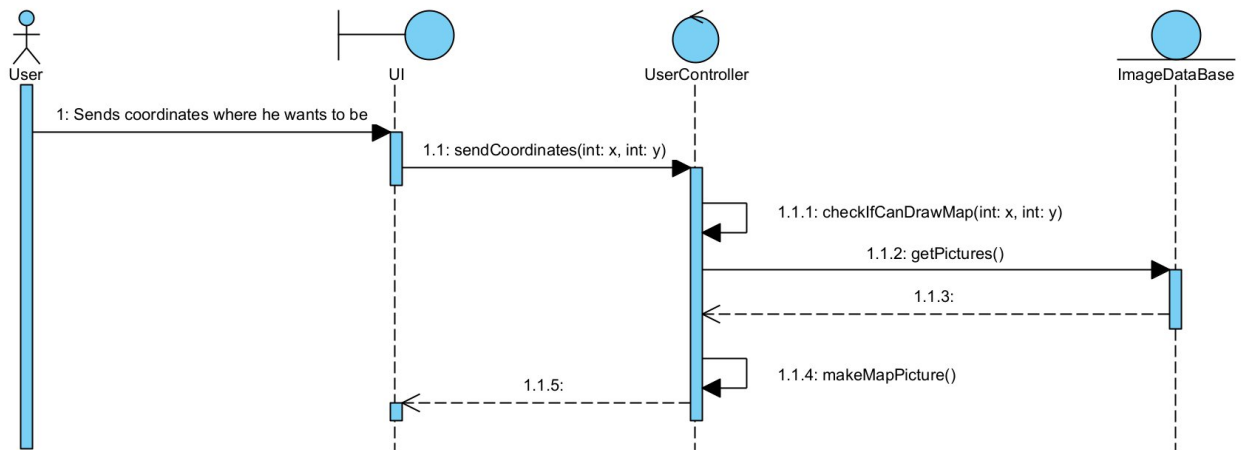 User
UI
UserController
ImageDataBase
1: Sends coordinates where he wants to be
1.1: sendCoordinates(int: x, int: y)
1.1.1: checkIfCanDrawMap(int: x, int: y)
1.1.2: getPictures()
1.1.3:
1.1.4: makeMapPicture()
1.1.5: